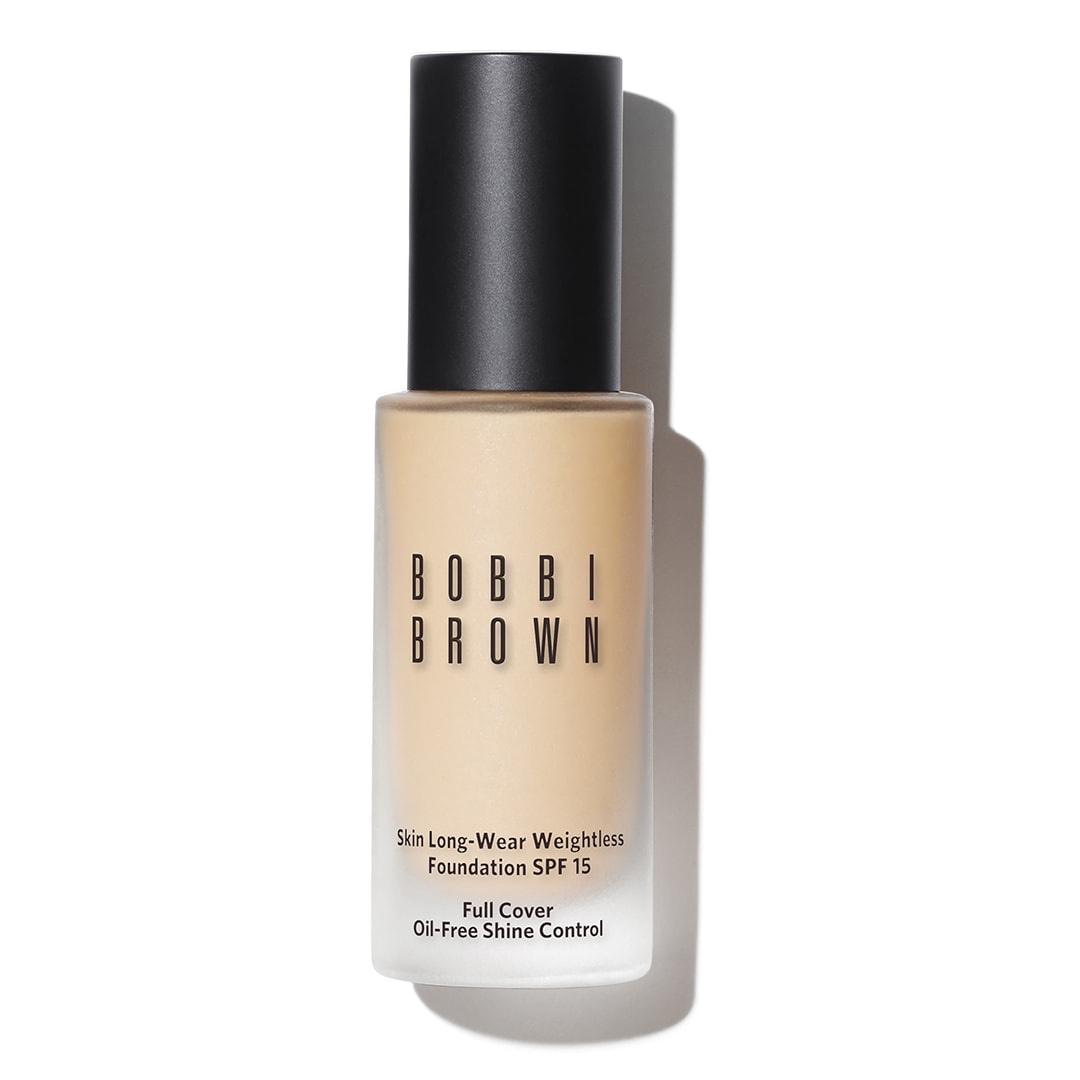 BOBBI
BROWN
Skin Long-Wear Weightless
Foundation SPF 15
Full Cover
Oil-Free Shine Control